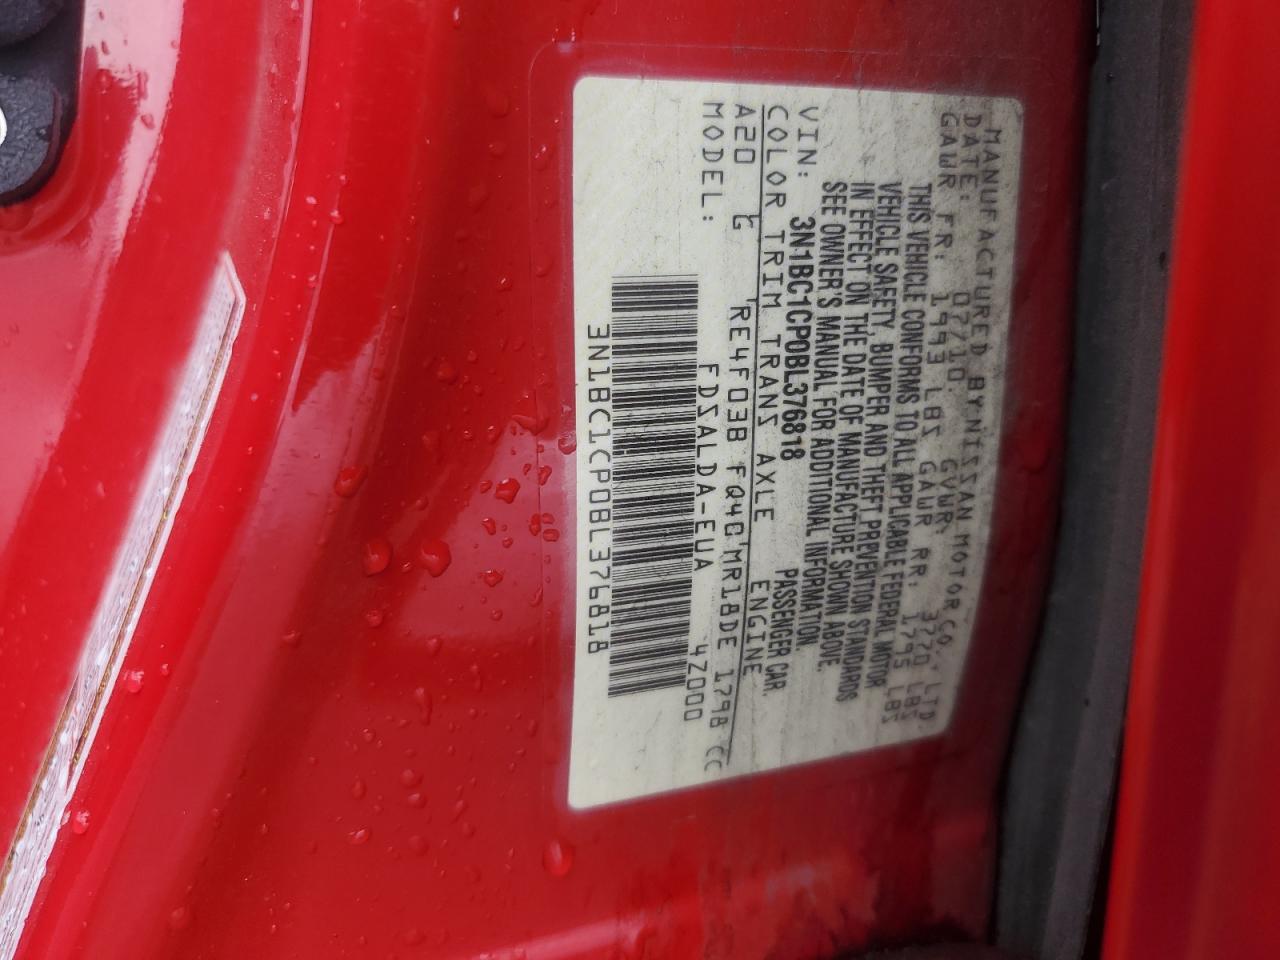 MANUFACTURED BY NISSAN MOTOR CO., LTD.
DATE: 07/10. GVWR: 3770 LBS
GAWR FR: 1993 LBS GAWR RR: 1795 LBS
THIS VEHICLE CONFORMS TO ALL APPLICABLE FEDERAL MOTOR
VEHICLE SAFETY, BUMPER AND THEFT PREVENTION STANDARDS
IN EFFECT ON THE DATE OF MANUFACTURE SHOWN ABOVE.
SEE OWNER'S MANUAL FOR ADDITIONAL INFORMATION.
VIN: 3N1BC1CP0BL376818 PASSENGER CAR.
COLOR TRIM TRANS AXLE ENGINE
A20 G RE4F03B FQ40 MR18DE 1798 CC
MODEL: FDSALDA-EUA 4Z000
3N1BC1CP0BL376818